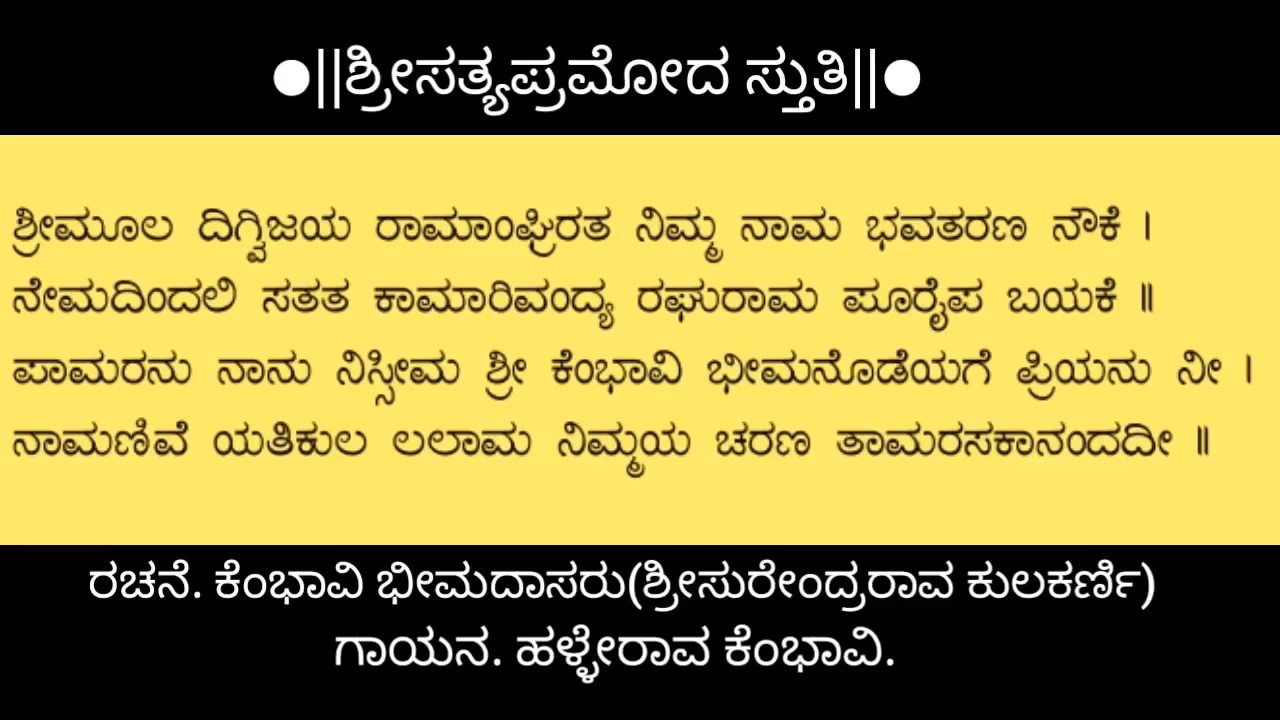 ●||ಶ್ರೀಸತ್ಯಪ್ರಮೋದ ಸ್ತುತಿ||●
ಶ್ರೀಮೂಲ ದಿಗ್ವಿಜಯ ರಾಮಾಂಘ್ರಿರತ ನಿಮ್ಮ ನಾಮ ಭವತರಣ ನೌಕೆ ।
ನೇಮದಿಂದಲಿ ಸತತ ಕಾಮಾರಿವಂದ್ಯ ರಘುರಾಮ ಪೂರೈಪ ಬಯಕೆ ॥
ಪಾಮರನು ನಾನು ನಿಸ್ಸೀಮ ಶ್ರೀ ಕೆಂಭಾವಿ ಭೀಮನೊಡೆಯಗೆ ಪ್ರಿಯನು ನೀ ।
ನಾಮಣಿವೆ ಯತಿಕುಲ ಲಲಾಮ ನಿಮ್ಮಯ ಚರಣ ತಾಮರಸಕಾನಂದದೀ ॥
ರಚನೆ. ಕೆಂಭಾವಿ ಭೀಮದಾಸರು(ಶ್ರೀಸುರೇಂದ್ರರಾವ ಕುಲಕರ್ಣಿ)
ಗಾಯನ. ಹಳ್ಳೇರಾವ ಕೆಂಭಾವಿ.